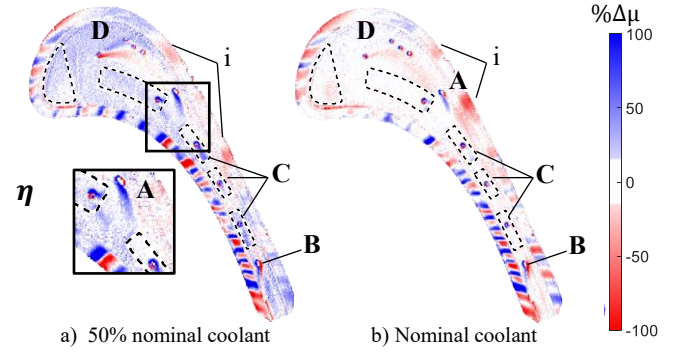 %Δμ
D
D
100
i
i
A
50
A
η
C
C
0
B
B
-50
-100
a) 50% nominal coolant
b) Nominal coolant